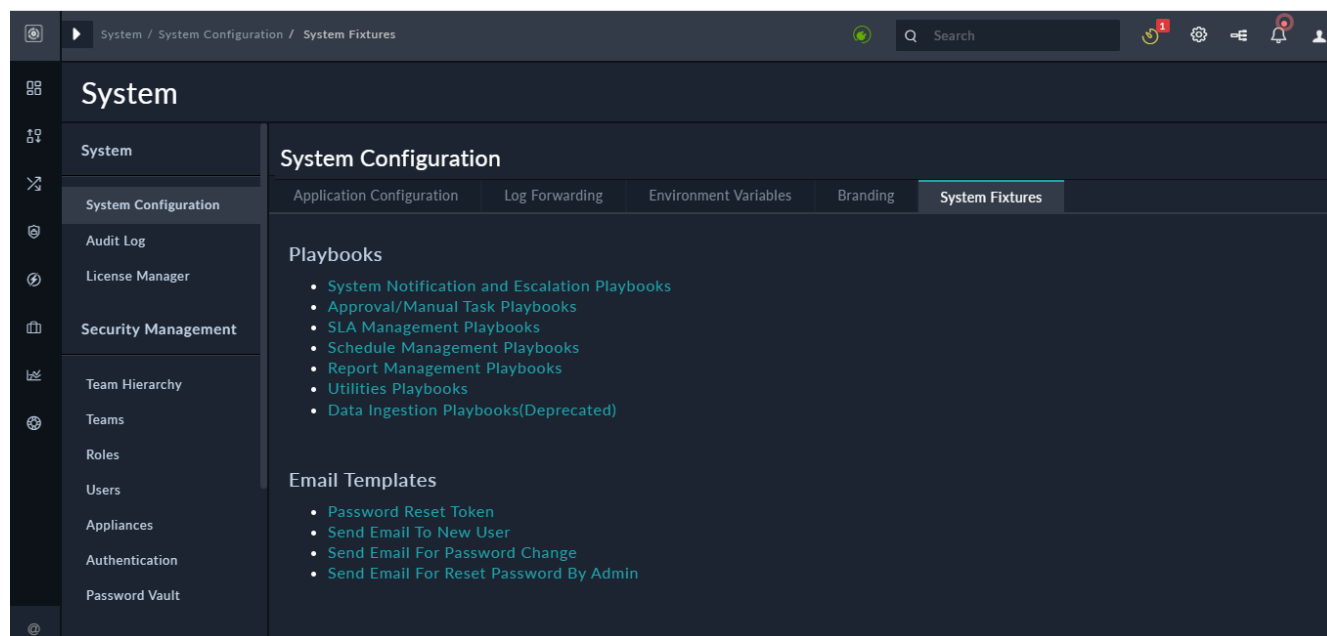 System / System Configuration / System Fixtures
Search
1
System
System
System Configuration
Audit Log
License Manager
Security Management
Team Hierarchy
Teams
Roles
Users
Appliances
Authentication
Password Vault
@
System Configuration
Application Configuration
Log Forwarding
Environment Variables
Branding
System Fixtures
Playbooks
• System Notification and Escalation Playbooks
• Approval/Manual Task Playbooks
• SLA Management Playbooks
• Schedule Management Playbooks
• Report Management Playbooks
• Utilities Playbooks
• Data Ingestion Playbooks(Deprecated)
Email Templates
• Password Reset Token
• Send Email To New User
• Send Email For Password Change
• Send Email For Reset Password By Admin